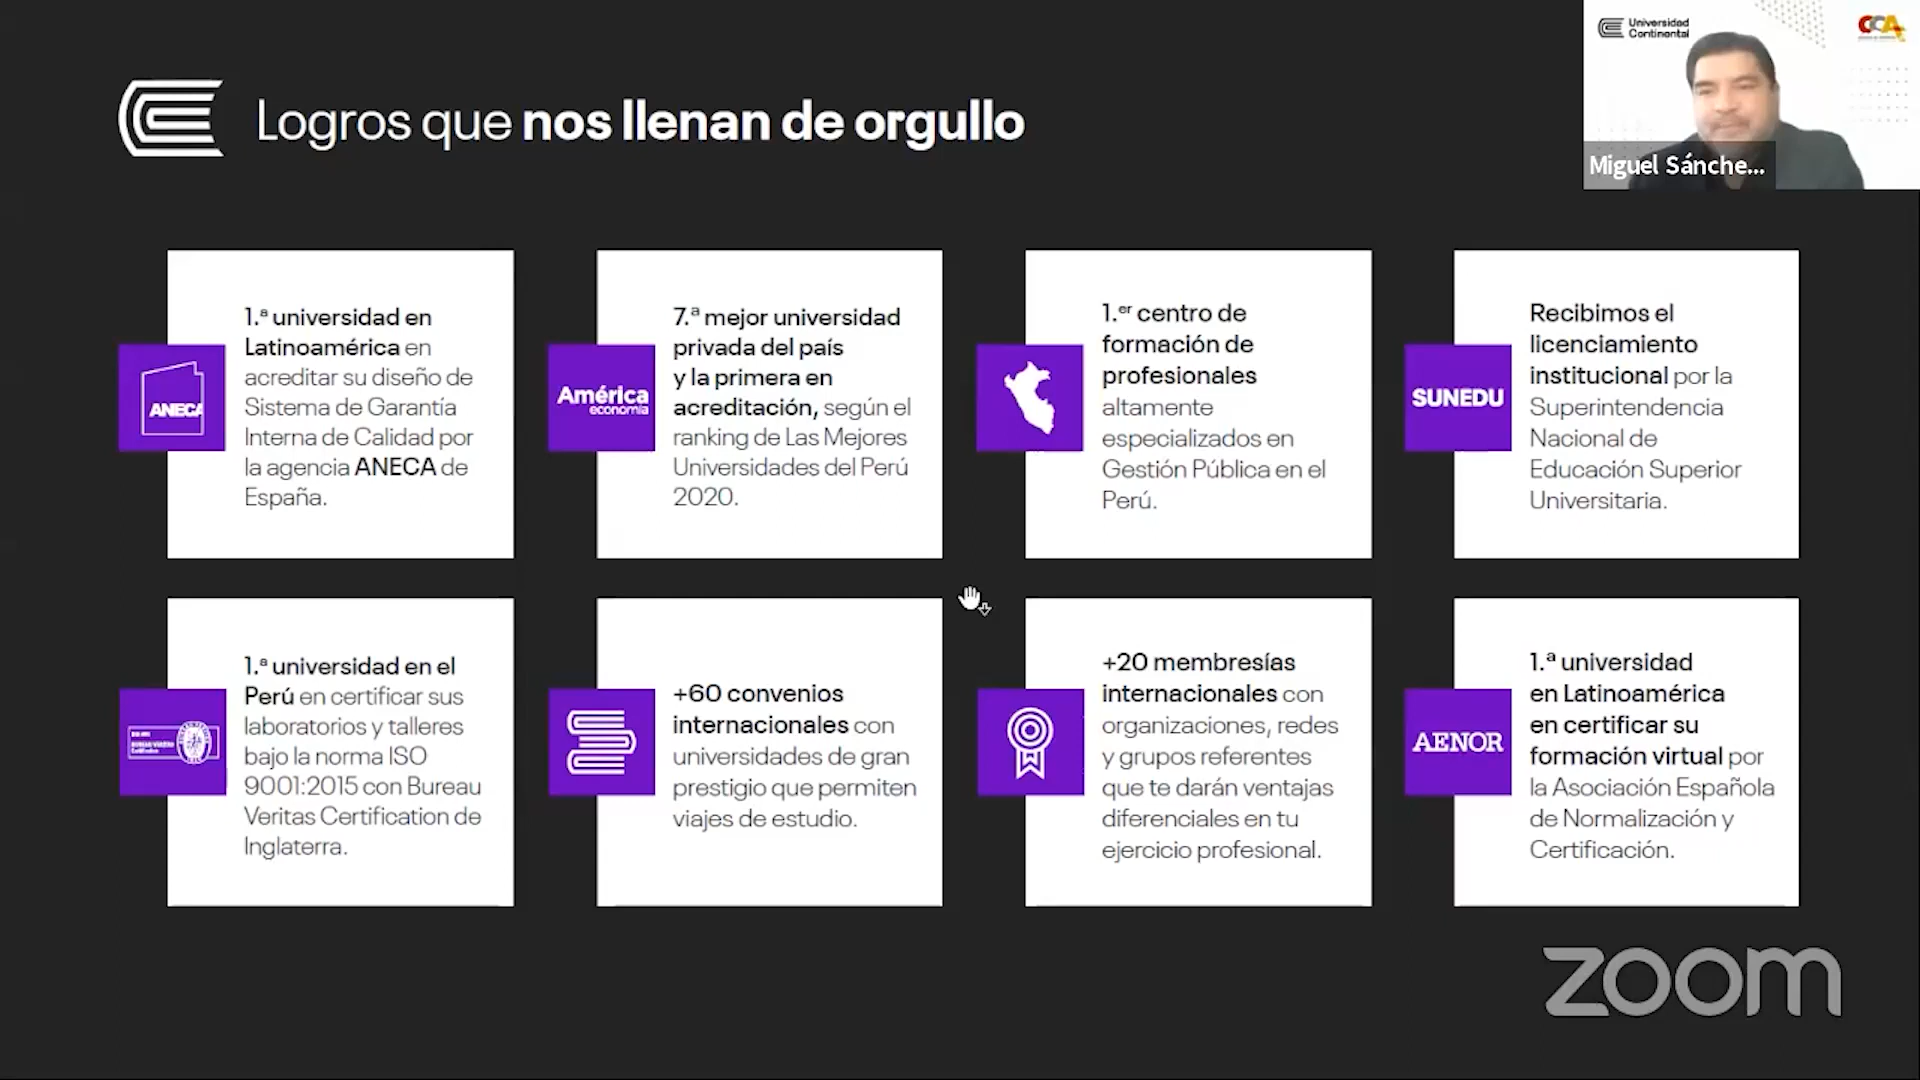 Logros que nos llenan de orgullo
Universidad
Continental
CCA
Miguel Sánche...
ANECA
1.ª universidad en
Latinoamérica en
acreditar su diseño de
Sistema de Garantía
Interna de Calidad por
la agencia ANECA de
España.
América
economía
7.ª mejor universidad
privada del país
y la primera en
acreditación, según el
ranking de Las Mejores
Universidades del Perú
2020.
1.er centro de
formación de
profesionales
altamente
especializados en
Gestión Pública en el
Perú.
SUNEDU
Recibimos el
licenciamiento
institucional por la
Superintendencia
Nacional de
Educación Superior
Universitaria.
1.ª universidad en el
Perú en certificar sus
laboratorios y talleres
bajo la norma ISO
9001:2015 con Bureau
Veritas Certification de
Inglaterra.
+60 convenios
internacionales con
universidades de gran
prestigio que permiten
viajes de estudio.
+20 membresías
internacionales con
organizaciones, redes
y grupos referentes
que te darán ventajas
diferenciales en tu
ejercicio profesional.
AENOR
1.ª universidad
en Latinoamérica
en certificar su
formación virtual por
la Asociación Española
de Normalización y
Certificación.
zoom